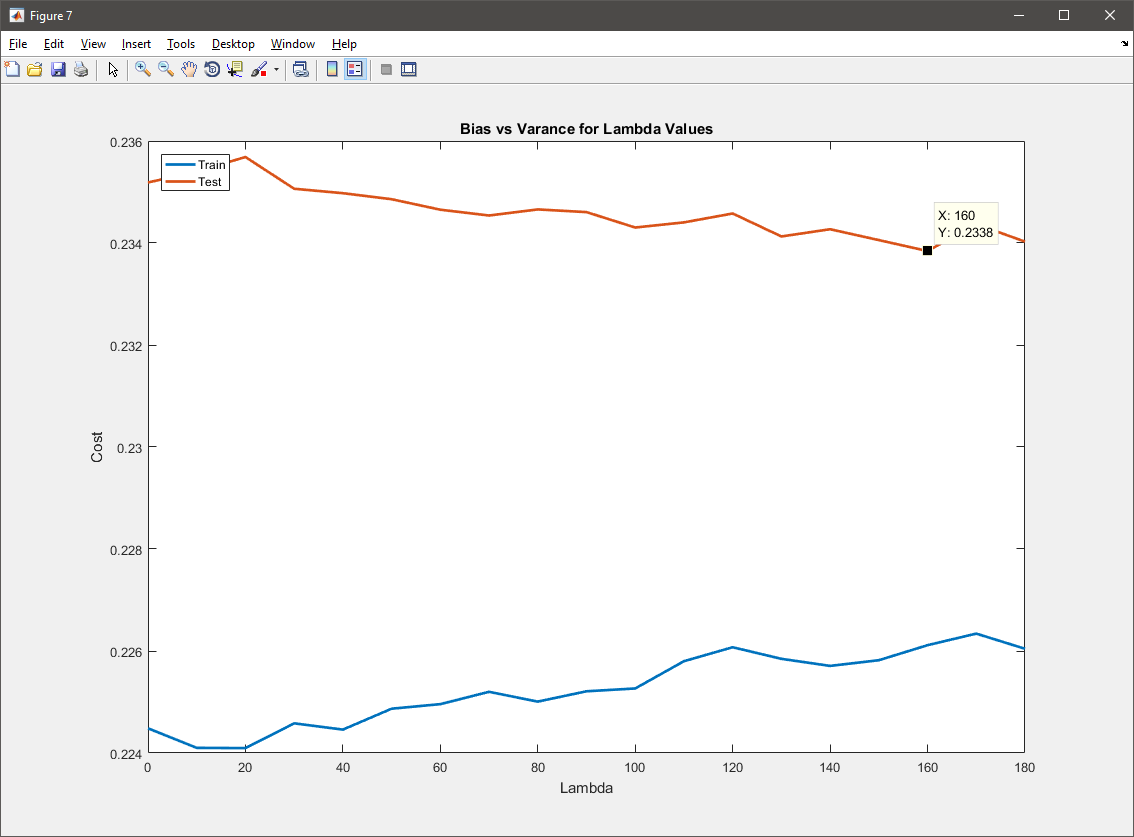 Figure 7
File Edit View Insert Tools Desktop Window Help
Bias vs Varance for Lambda Values
Train
Test
X: 160
Y: 0.2338
0.236
0.234
0.232
0.23
0.228
0.226
0.224
Cost
0 20 40 60 80 100 120 140 160 180
Lambda